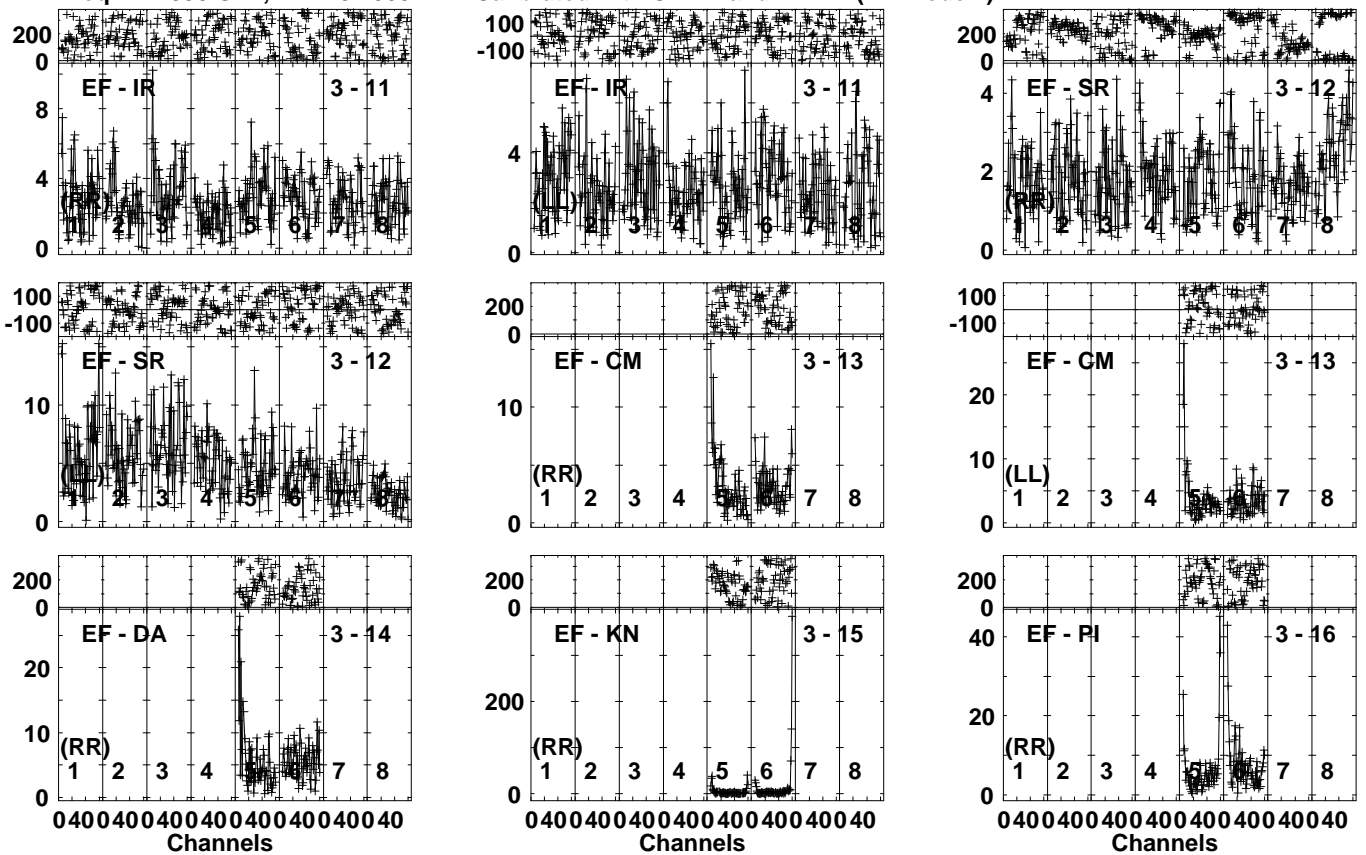 200 0 100 -100 200 0
EF - IR 3 - 11 EF - IR 3 - 11 EF - SR 3 - 12
8 4 0 4 0 4 2 0
(RR) (LL) (RR)
1 2 3 4 5 6 7 8 1 2 3 4 5 6 7 8 1 2 3 4 5 6 7 8
100 -100 200 0 100 -100
EF - SR 3 - 12 EF - CM 3 - 13 EF - CM 3 - 13
10 0 10 0 20 10 0
(LL) (RR) (LL)
1 2 3 4 5 6 7 8 1 2 3 4 5 6 7 8 1 2 3 4 5 6 7 8
200 0 200 0 200 0
EF - DA 3 - 14 EF - KN 3 - 15 EF - PI 3 - 16
20 10 0 200 0 40 20 0
(RR) (RR) (RR)
1 2 3 4 5 6 7 8 1 2 3 4 5 6 7 8 1 2 3 4 5 6 7 8
0 40 0 40 0 40 0 40 0 40 0 40 0 40 0 40 0 40 0 40 0 40 0 40 0 40 0 40 0 40 0 40 0 40 0 40 0 40 0 40 0 40 0 40 0 40 0 40
Channels Channels Channels